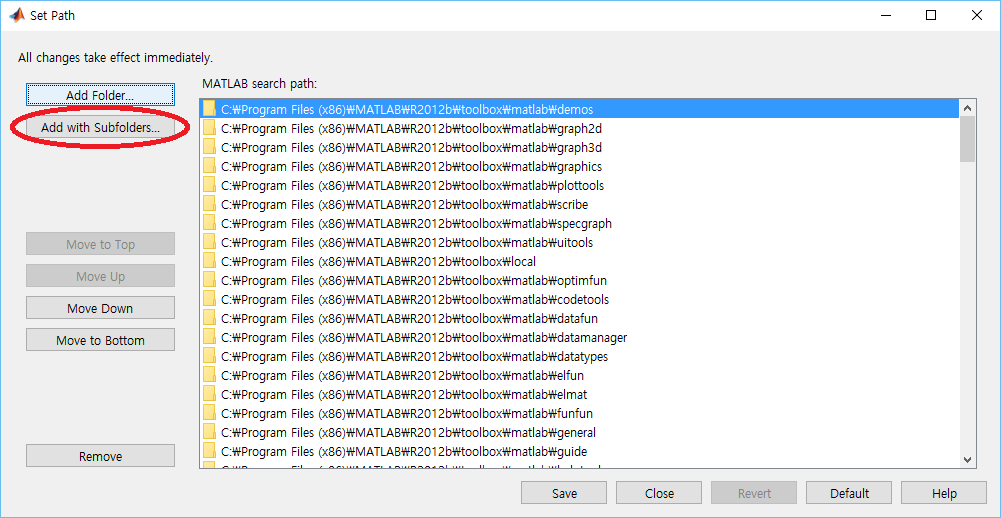 Set Path
All changes take effect immediately.
Add Folder...
Add with Subfolders...
Move to Top
Move Up
Move Down
Move to Bottom
Remove
MATLAB search path:
C:₩Program Files (x86)₩MATLAB₩R2012b₩toolbox₩matlab₩demos
C:₩Program Files (x86)₩MATLAB₩R2012b₩toolbox₩matlab₩graph2d
C:₩Program Files (x86)₩MATLAB₩R2012b₩toolbox₩matlab₩graph3d
C:₩Program Files (x86)₩MATLAB₩R2012b₩toolbox₩matlab₩graphics
C:₩Program Files (x86)₩MATLAB₩R2012b₩toolbox₩matlab₩plottools
C:₩Program Files (x86)₩MATLAB₩R2012b₩toolbox₩matlab₩scribe
C:₩Program Files (x86)₩MATLAB₩R2012b₩toolbox₩matlab₩specgraph
C:₩Program Files (x86)₩MATLAB₩R2012b₩toolbox₩matlab₩uitools
C:₩Program Files (x86)₩MATLAB₩R2012b₩toolbox₩local
C:₩Program Files (x86)₩MATLAB₩R2012b₩toolbox₩matlab₩optimfun
C:₩Program Files (x86)₩MATLAB₩R2012b₩toolbox₩matlab₩codetools
C:₩Program Files (x86)₩MATLAB₩R2012b₩toolbox₩matlab₩datafun
C:₩Program Files (x86)₩MATLAB₩R2012b₩toolbox₩matlab₩datamanager
C:₩Program Files (x86)₩MATLAB₩R2012b₩toolbox₩matlab₩datatypes
C:₩Program Files (x86)₩MATLAB₩R2012b₩toolbox₩matlab₩elfun
C:₩Program Files (x86)₩MATLAB₩R2012b₩toolbox₩matlab₩elmat
C:₩Program Files (x86)₩MATLAB₩R2012b₩toolbox₩matlab₩funfun
C:₩Program Files (x86)₩MATLAB₩R2012b₩toolbox₩matlab₩general
C:₩Program Files (x86)₩MATLAB₩R2012b₩toolbox₩matlab₩guide
Save
Close
Revert
Default
Help